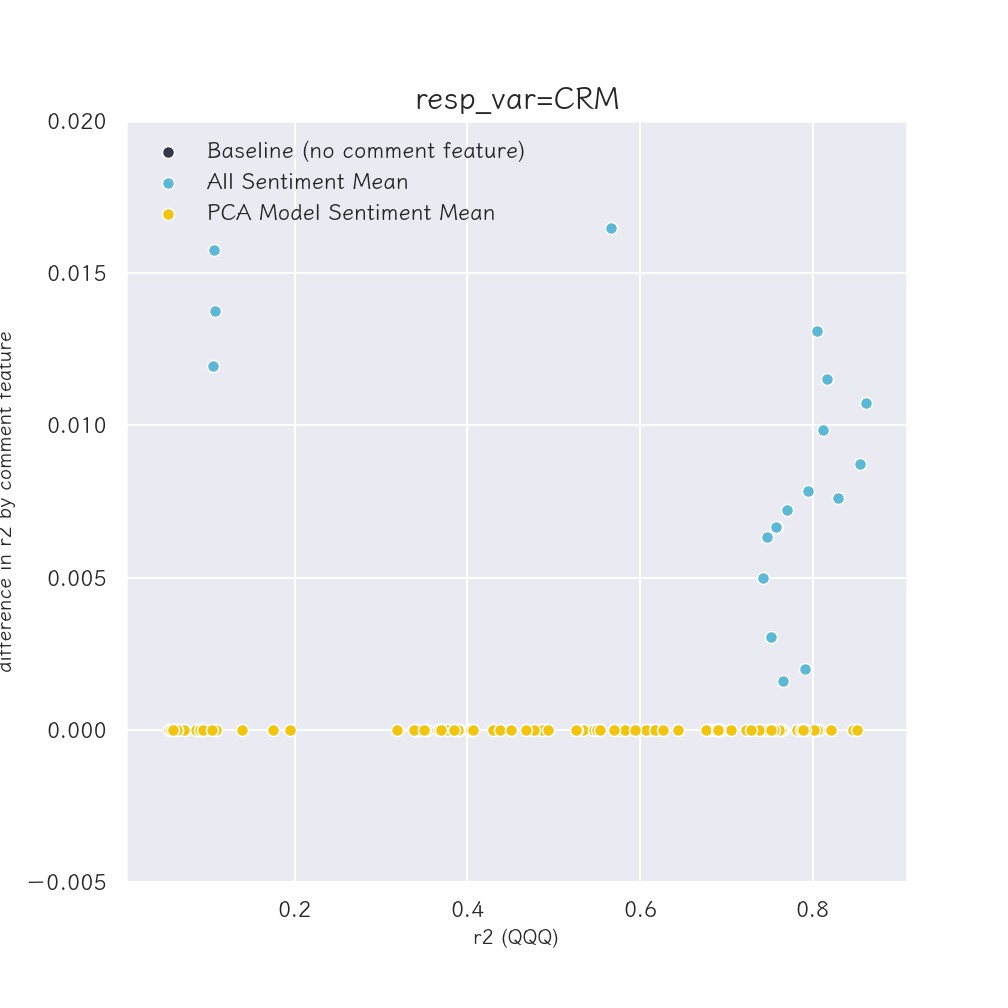 resp_var=CRM
0.020
0.015
0.010
0.005
0.000
−0.005
difference in r2 by comment feature
Baseline (no comment feature)
All Sentiment Mean
PCA Model Sentiment Mean
0.2 0.4 0.6 0.8
r2 (QQQ)